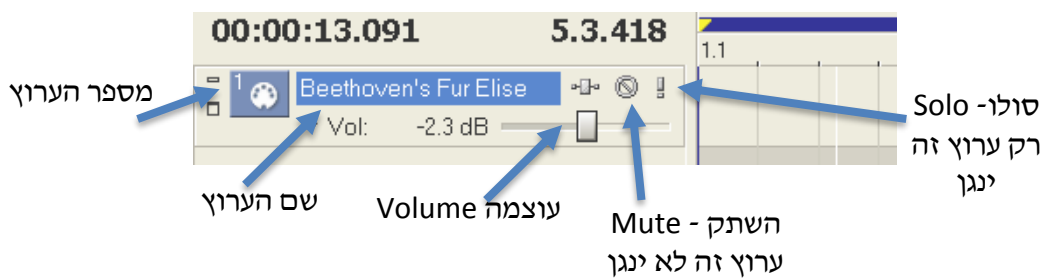 00:00:13.091 5.3.418
1.1
1 Beethoven's Fur Elise
Vol: -2.3 dB
מספר הערוץ
שם הערוץ
עוצמה Volume
השתק - Mute
ערוץ זה לא ינגן
סולו- Solo
רק ערוץ זה
ינגן